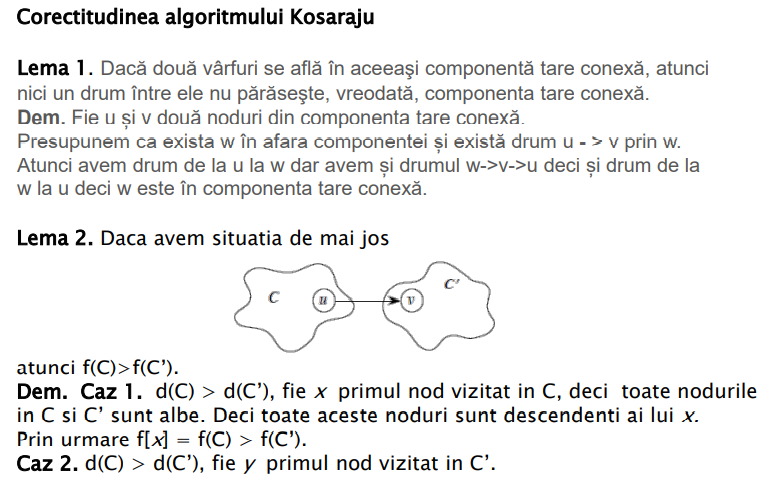 Corectitudinea algoritmului Kosaraju
Lema 1. Dacă două vârfuri se află în aceeaşi componentă tare conexă, atunci
nici un drum între ele nu părăseşte, vreodată, componenta tare conexă.
Dem. Fie u și v două noduri din componenta tare conexă.
Presupunem ca exista w în afara componentei și există drum u - > v prin w.
Atunci avem drum de la u la w dar avem și drumul w->v->u deci și drum de la
w la u deci w este în componenta tare conexă.
Lema 2. Daca avem situatia de mai jos
C u v C'
atunci f(C)>f(C').
Dem. Caz 1. d(C) > d(C'), fie x primul nod vizitat in C, deci toate nodurile
in C si C' sunt albe. Deci toate aceste noduri sunt descendenti ai lui x.
Prin urmare f[x] = f(C) > f(C').
Caz 2. d(C) > d(C'), fie y primul nod vizitat in C'.